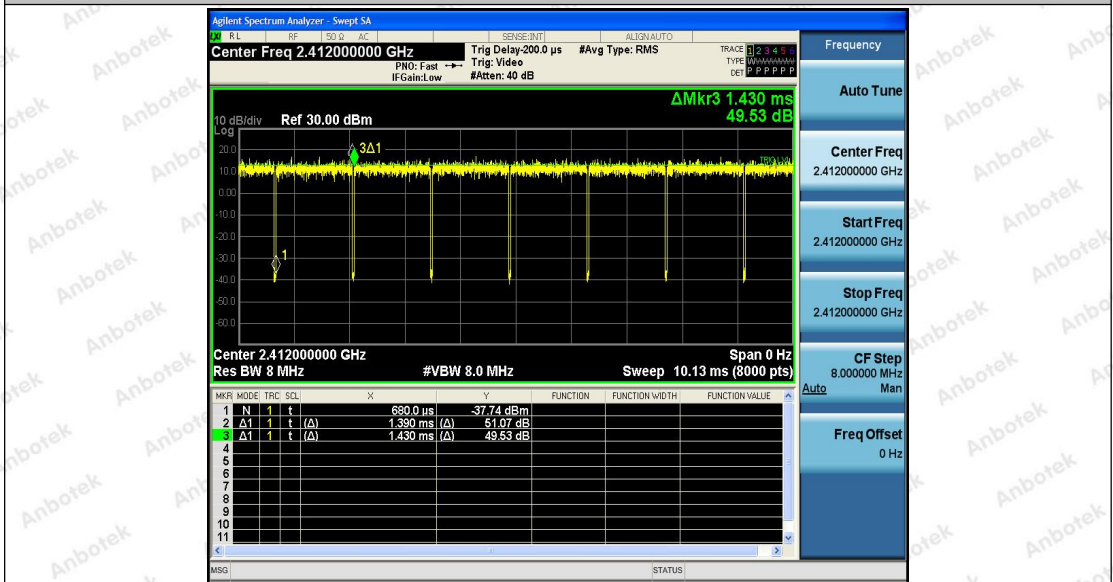 Agilent Spectrum Analyzer - Swept SA
LXI RL RF 50 Ω AC SENSE:INT ALIGN AUTO
Center Freq 2.412000000 GHz
PNO: Fast
IFGain:Low
Trig Delay-200.0 µs #Avg Type: RMS
Trig: Video
#Atten: 40 dB
TRACE 1 2 3 4 5 6
TYPE
DET P P P P P P
ΔMkr3 1.430 ms
49.53 dB
10 dB/div Ref 30.00 dBm
Log
20.0
10.0
0.00
-10.0
-20.0
-30.0
-40.0
-50.0
-60.0
3Δ1
1
TRIG LVL
Center 2.412000000 GHz Span 0 Hz
Res BW 8 MHz #VBW 8.0 MHz Sweep 10.13 ms (8000 pts)
MKR MODE TRC SCL X Y FUNCTION FUNCTION WIDTH FUNCTION VALUE
1 N 1 t 680.0 µs -37.74 dBm
2 Δ1 1 t (Δ) 1.390 ms (Δ) 51.07 dB
3 Δ1 1 t (Δ) 1.430 ms (Δ) 49.53 dB
4
5
6
7
8
9
10
11
MSG STATUS
Frequency
Auto Tune
Center Freq
2.412000000 GHz
Start Freq
2.412000000 GHz
Stop Freq
2.412000000 GHz
CF Step
8.000000 MHz
Auto Man
Freq Offset
0 Hz
Anbotek